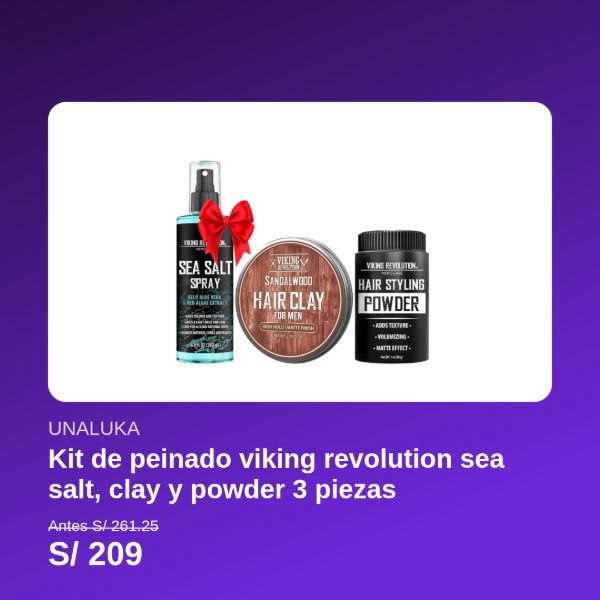 VIKING REVOLUTION
SEA SALT
SPRAY
VIKING
REVOLUTION
SANDALWOOD
HAIR CLAY
FOR MEN
HIGH HOLD
MATTE FINISH
VIKING REVOLUTION
HAIR STYLING
POWDER
• ADDS TEXTURE •
• VOLUMIZING •
• MATTE EFFECT •
UNALUKA
Kit de peinado viking revolution sea
salt, clay y powder 3 piezas
Antes S/ 261.25
S/ 209